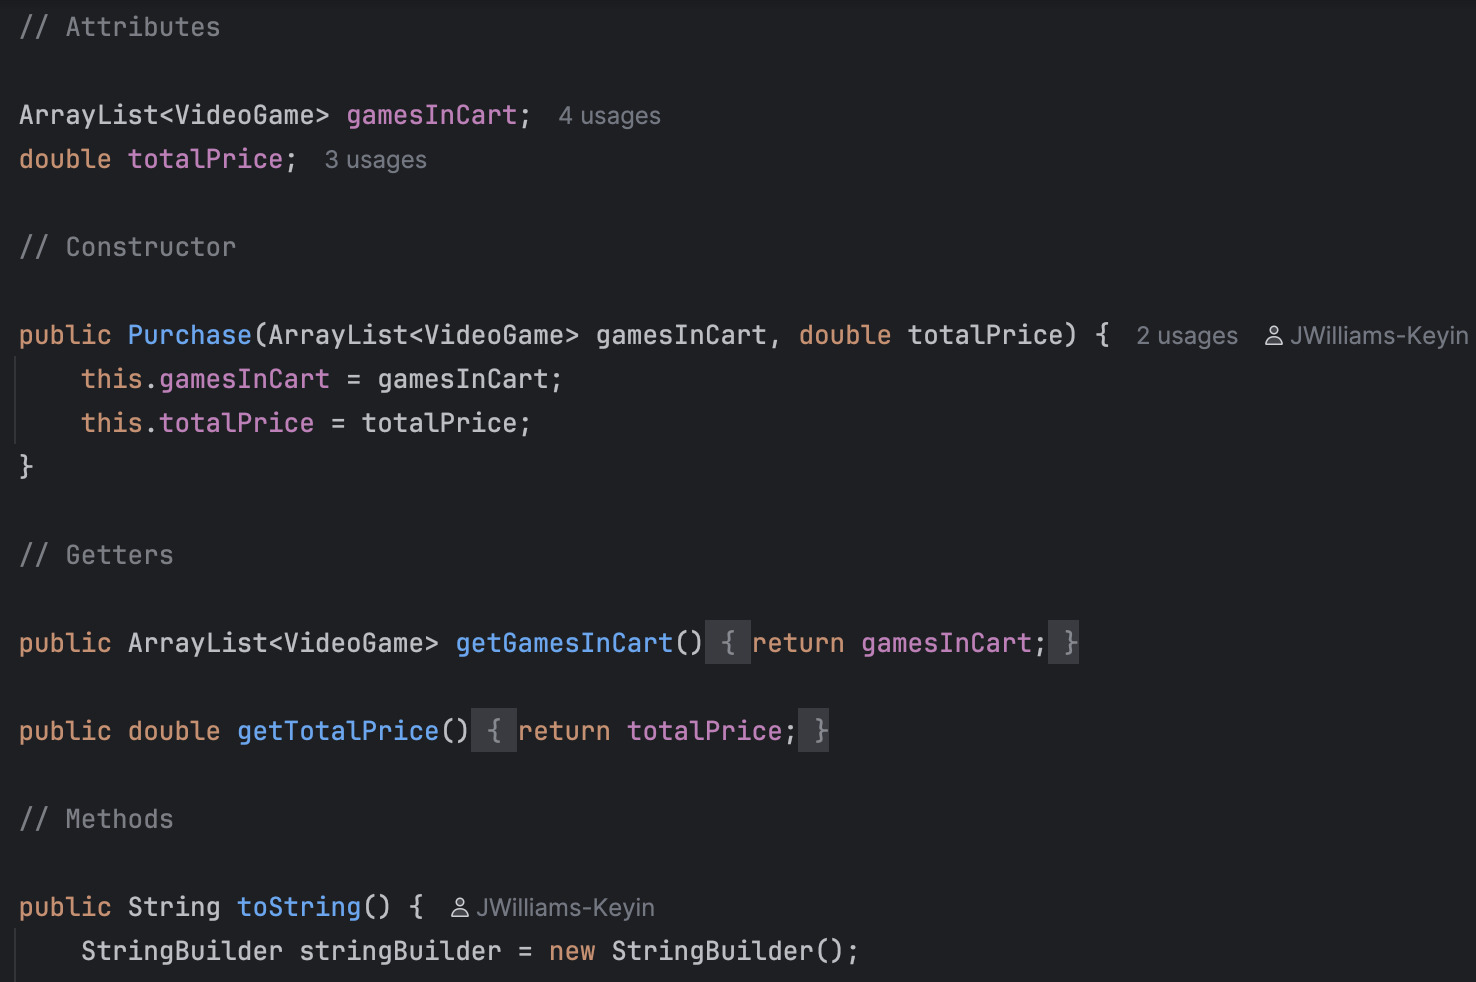 // Attributes
ArrayList<VideoGame> gamesInCart; 4 usages
double totalPrice; 3 usages
// Constructor
public Purchase(ArrayList<VideoGame> gamesInCart, double totalPrice) { 2 usages JWilliams-Keyin
this.gamesInCart = gamesInCart;
this.totalPrice = totalPrice;
}
// Getters
public ArrayList<VideoGame> getGamesInCart() { return gamesInCart; }
public double getTotalPrice() { return totalPrice; }
// Methods
public String toString() { JWilliams-Keyin
StringBuilder stringBuilder = new StringBuilder();